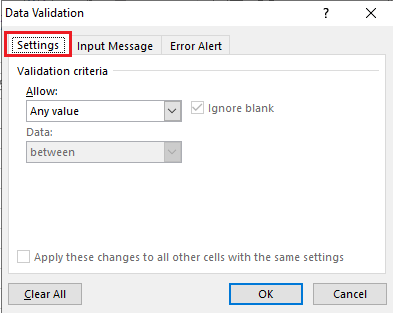 Data Validation
?
Settings Input Message Error Alert
Validation criteria
Allow:
Any value
Ignore blank
Data:
between
Apply these changes to all other cells with the same settings
Clear All OK Cancel